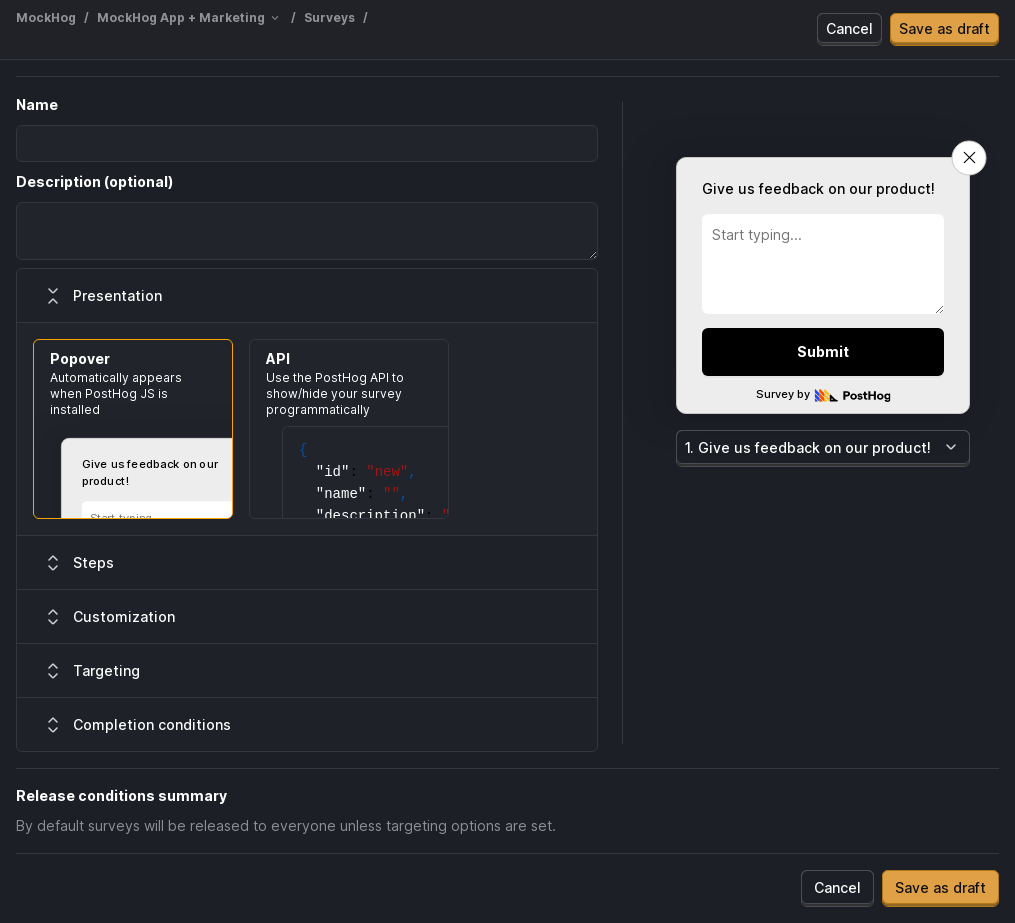 MockHog / MockHog App + Marketing / Surveys /
Cancel
Save as draft
Name
Description (optional)
Presentation
Popover
Automatically appears
when PostHog JS is
installed
Give us feedback on our
product!
Start typing...
API
Use the PostHog API to
show/hide your survey
programmatically
{
"id": "new",
"name": "",
"description": "
Steps
Customization
Targeting
Completion conditions
Give us feedback on our product!
Start typing...
Submit
Survey by PostHog
1. Give us feedback on our product!
Release conditions summary
By default surveys will be released to everyone unless targeting options are set.
Cancel
Save as draft